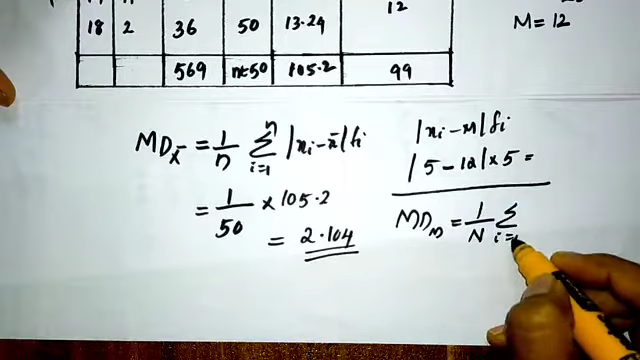 12
18 2 36 50 13.24
M = 12
569 n=50 105.2 99
MD_x̄ = 1/n Σ_{i=1}^{n} |xi - x̄| fi
|xi - M| fi
|5 - 12| × 5 =
= 1/50 × 105.2
MD_M = 1/N Σ_{i=1}
= 2.104